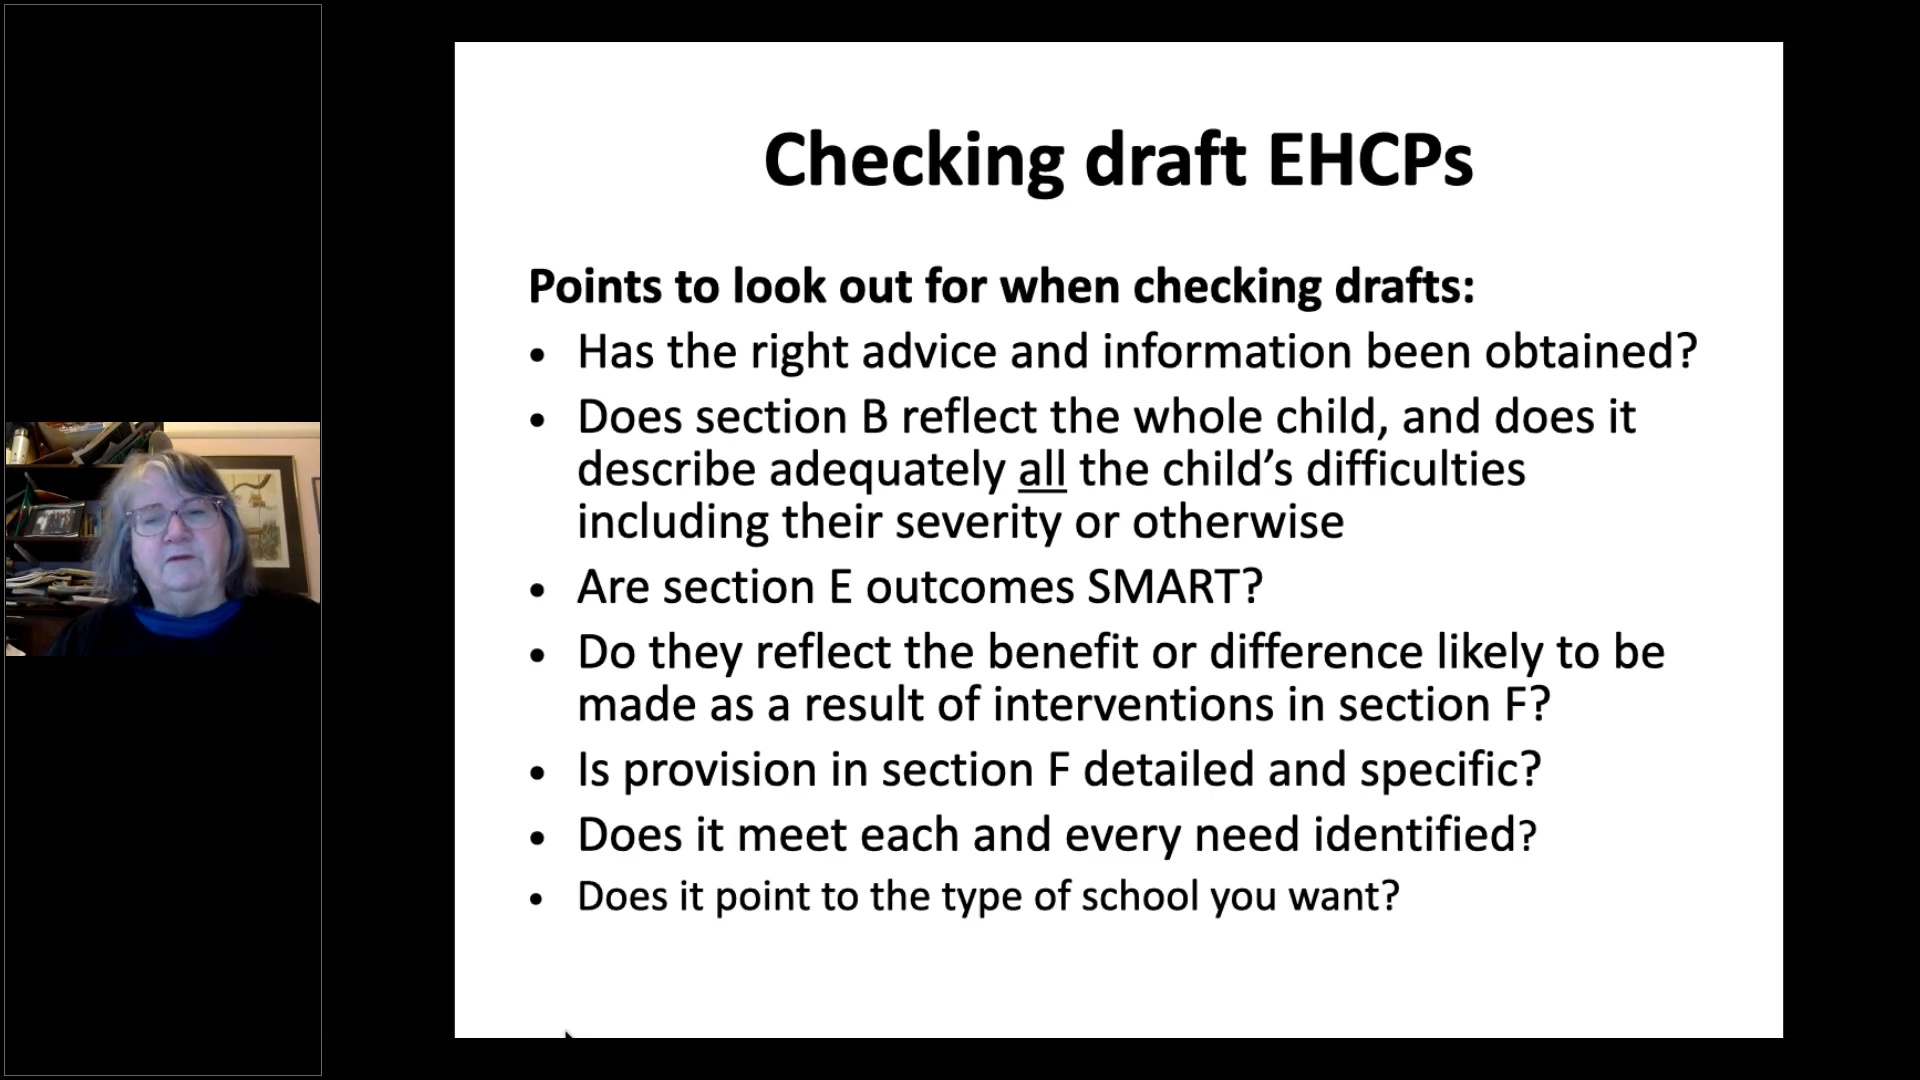 Checking draft EHCPs
Points to look out for when checking drafts:
• Has the right advice and information been obtained?
• Does section B reflect the whole child, and does it
describe adequately all the child’s difficulties
including their severity or otherwise
• Are section E outcomes SMART?
• Do they reflect the benefit or difference likely to be
made as a result of interventions in section F?
• Is provision in section F detailed and specific?
• Does it meet each and every need identified?
• Does it point to the type of school you want?